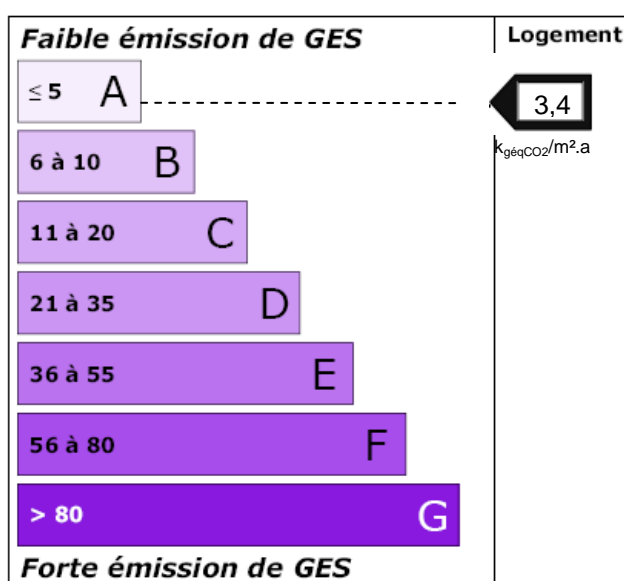 Faible émission de GES
Logement
≤ 5 A
3,4
kgéqCO2/m².a
6 à 10 B
11 à 20 C
21 à 35 D
36 à 55 E
56 à 80 F
> 80 G
Forte émission de GES